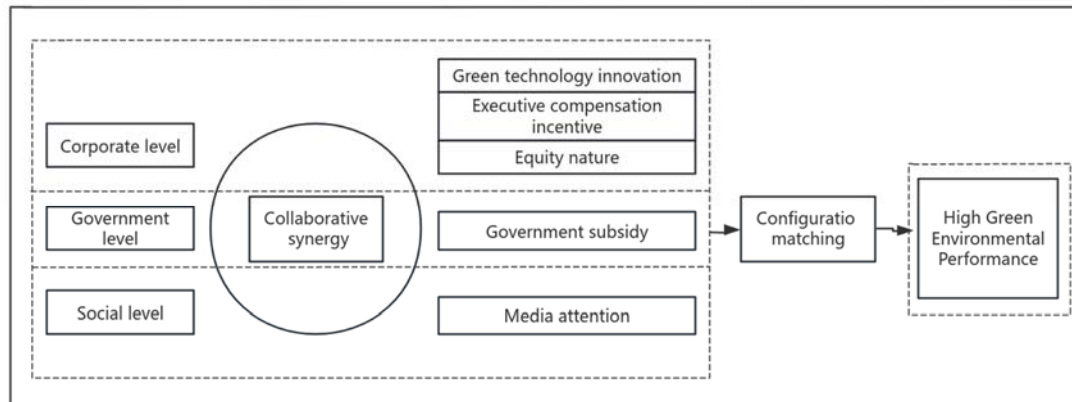 Green technology innovation
Executive compensation
incentive
Equity nature
Corporate level
Government
level
Collaborative
synergy
Government subsidy
Configuratio
matching
High Green
Environmental
Performance
Social level
Media attention